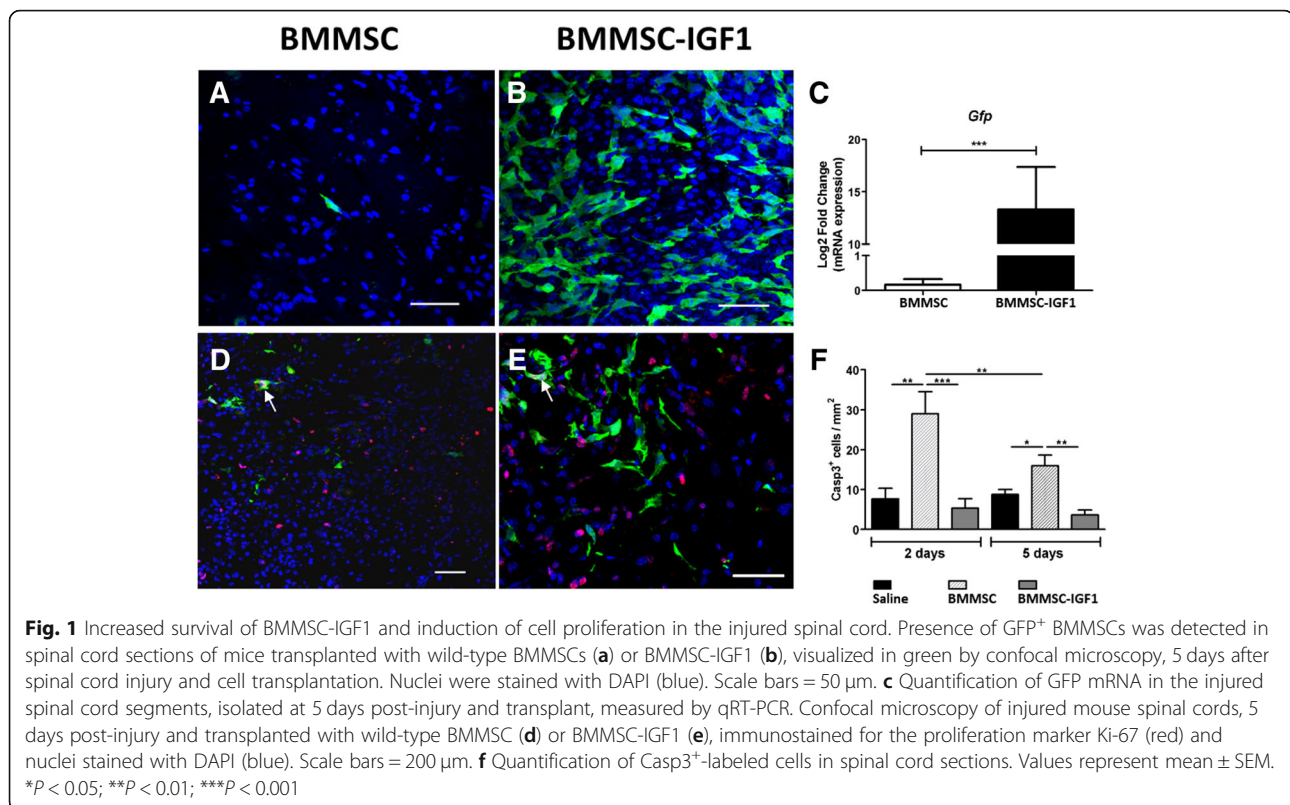 BMMSC
BMMSC-IGF1
A
B
C
Gfp
***
Log2 Fold Change
(mRNA expression)
20
15
10
1
0
BMMSC
BMMSC-IGF1
D
E
F
**
**
***
*
**
Casp3+ cells / mm2
40
30
20
10
0
2 days
5 days
Saline
BMMSC
BMMSC-IGF1
Fig. 1 Increased survival of BMMSC-IGF1 and induction of cell proliferation in the injured spinal cord. Presence of GFP+ BMMSCs was detected in
spinal cord sections of mice transplanted with wild-type BMMSCs (a) or BMMSC-IGF1 (b), visualized in green by confocal microscopy, 5 days after
spinal cord injury and cell transplantation. Nuclei were stained with DAPI (blue). Scale bars = 50 μm. c Quantification of GFP mRNA in the injured
spinal cord segments, isolated at 5 days post-injury and transplant, measured by qRT-PCR. Confocal microscopy of injured mouse spinal cords, 5
days post-injury and transplanted with wild-type BMMSC (d) or BMMSC-IGF1 (e), immunostained for the proliferation marker Ki-67 (red) and
nuclei stained with DAPI (blue). Scale bars = 200 μm. f Quantification of Casp3+-labeled cells in spinal cord sections. Values represent mean ± SEM.
*P < 0.05; **P < 0.01; ***P < 0.001